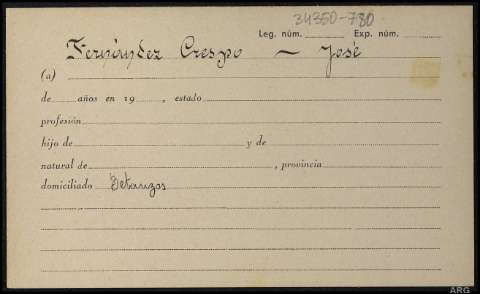 34350-780
Leg. núm. Exp. núm.
Fernández Crespo — José
(a)
de años en 19 , estado
profesión
hijo de y de
natural de , provincia
domiciliado Betanzos
ARG